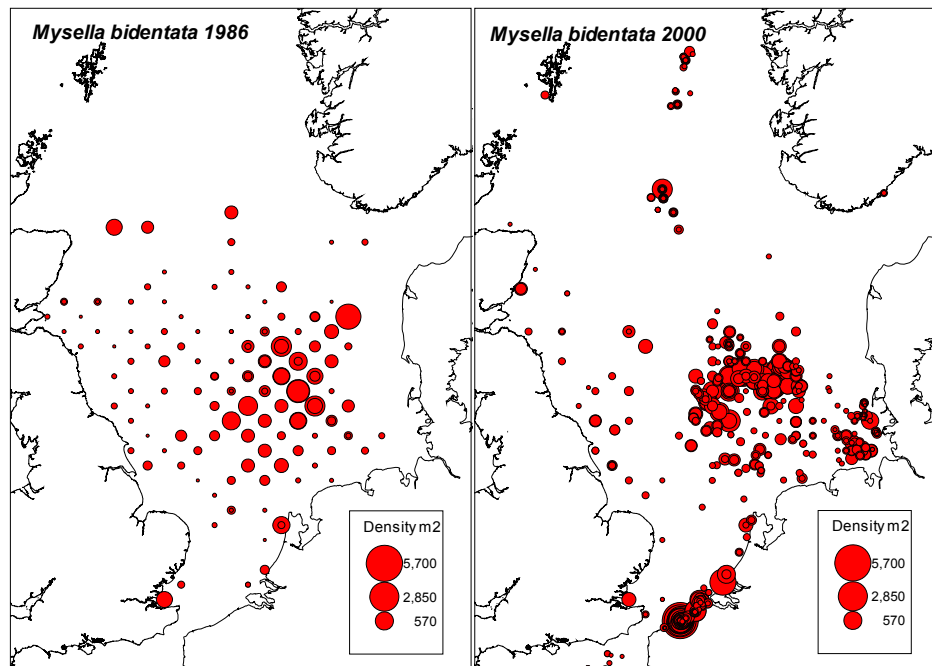 Mysella bidentata 1986
Density m2
5,700
2,850
570
Mysella bidentata 2000
Density m2
5,700
2,850
570